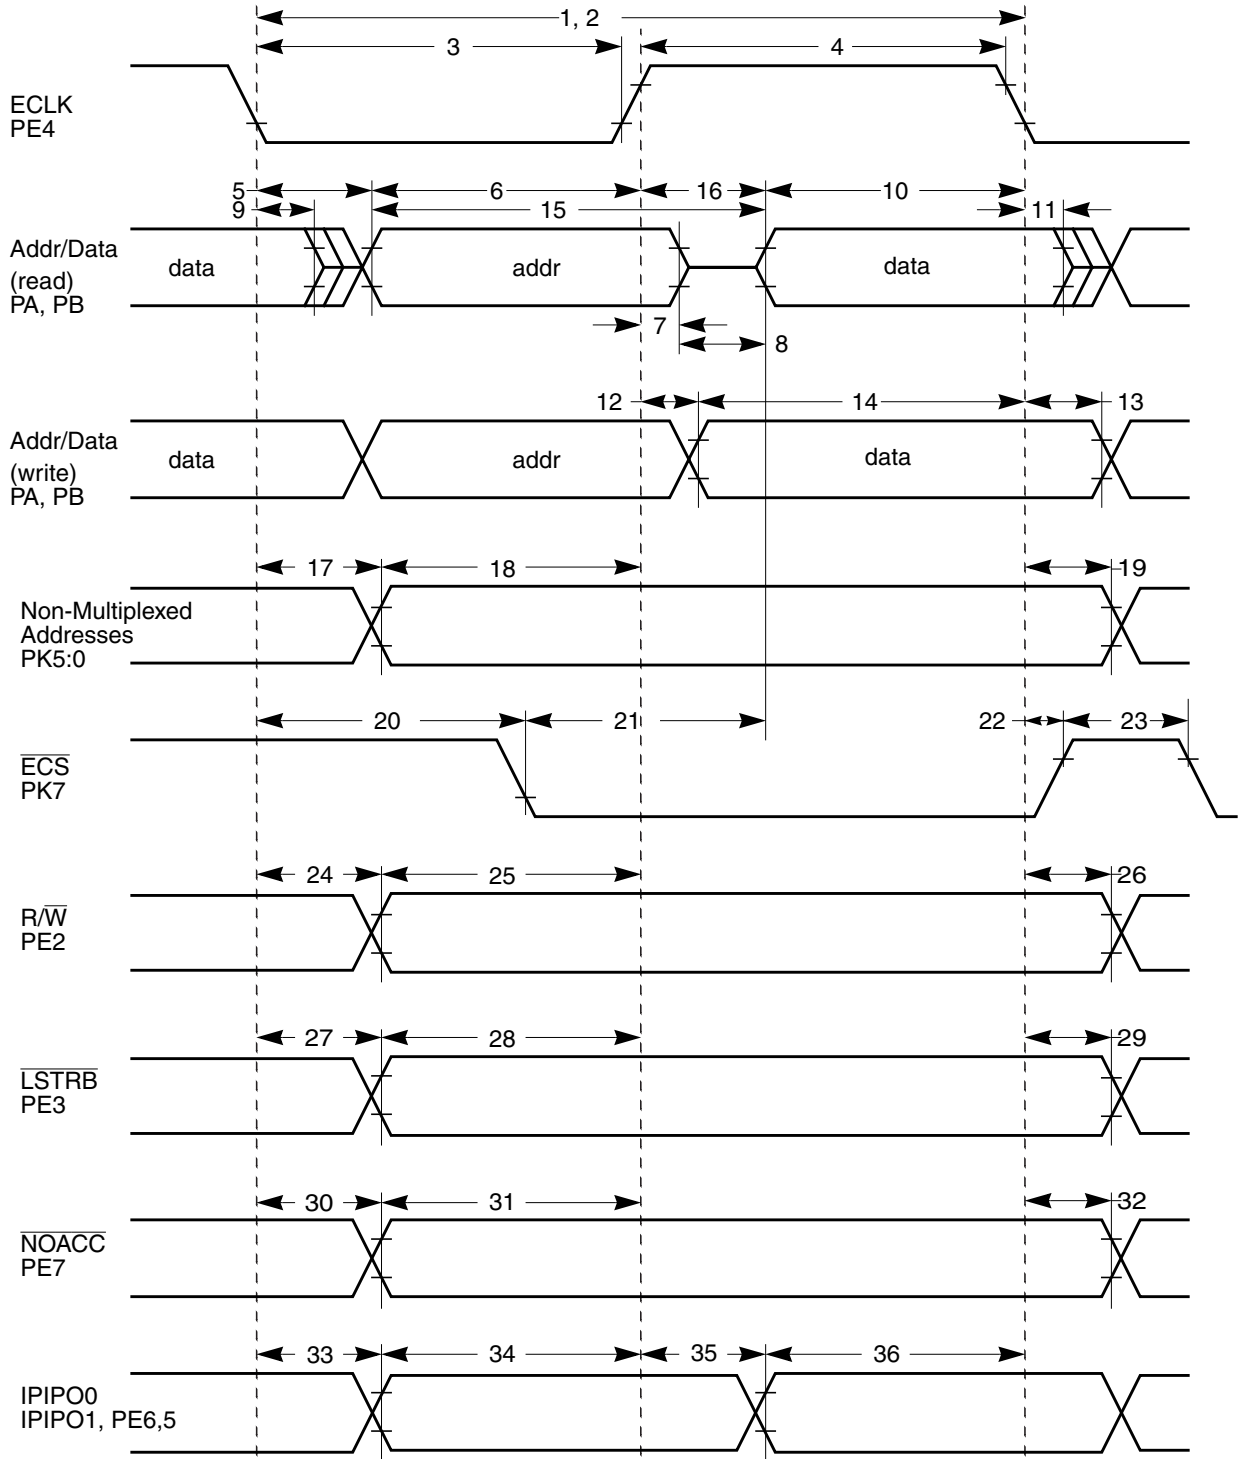 1, 2
3
4
ECLK
PE4
5
6
16
10
9
15
11
Addr/Data
(read)
PA, PB
data
addr
data
7
8
12
14
13
Addr/Data
(write)
PA, PB
data
addr
data
17
18
19
Non-Multiplexed
Addresses
PK5:0
20
21
22
23
ECS
PK7
24
25
26
R/W
PE2
27
28
29
LSTRB
PE3
30
31
32
NOACC
PE7
33
34
35
36
IPIPO0
IPIPO1, PE6,5